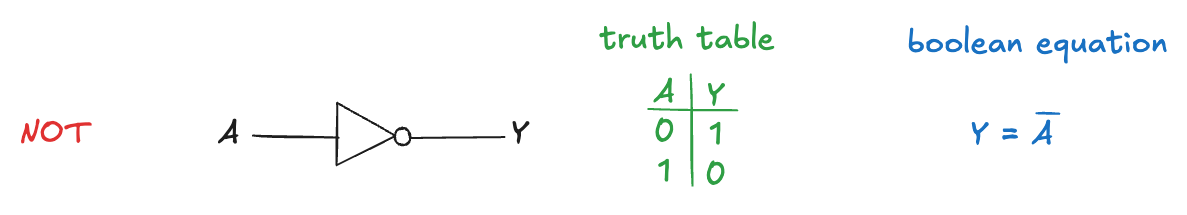 truth table
boolean equation
NOT
A
Y
A Y
0 1
1 0
Y = A̅